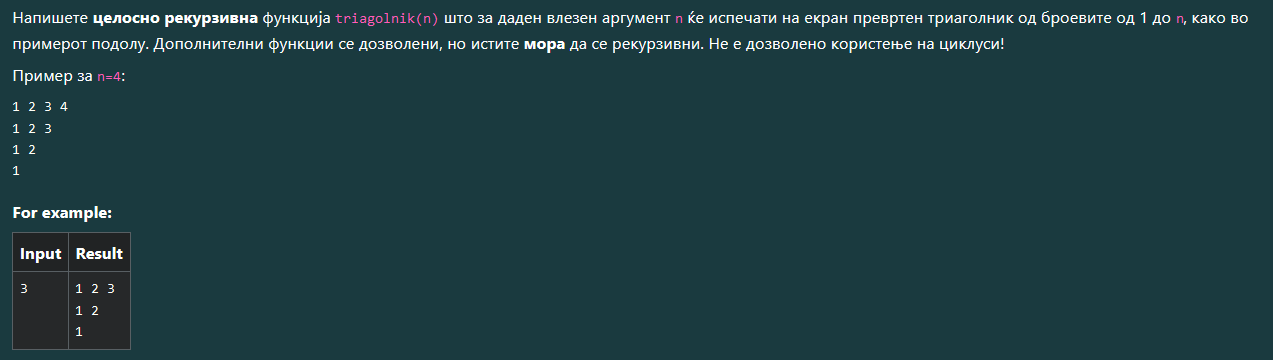 Напишете целосно рекурзивна функција triagolnik(n) што за даден влезен аргумент n ќе испечати на екран превртен триаголник од броевите од 1 до n, како во
примерот подолу. Дополнителни функции се дозволени, но истите мора да се рекурзивни. Не е дозволено користење на циклуси!
Пример за n=4:
1 2 3 4
1 2 3
1 2
1
For example:
Input Result
3 1 2 3
1 2
1